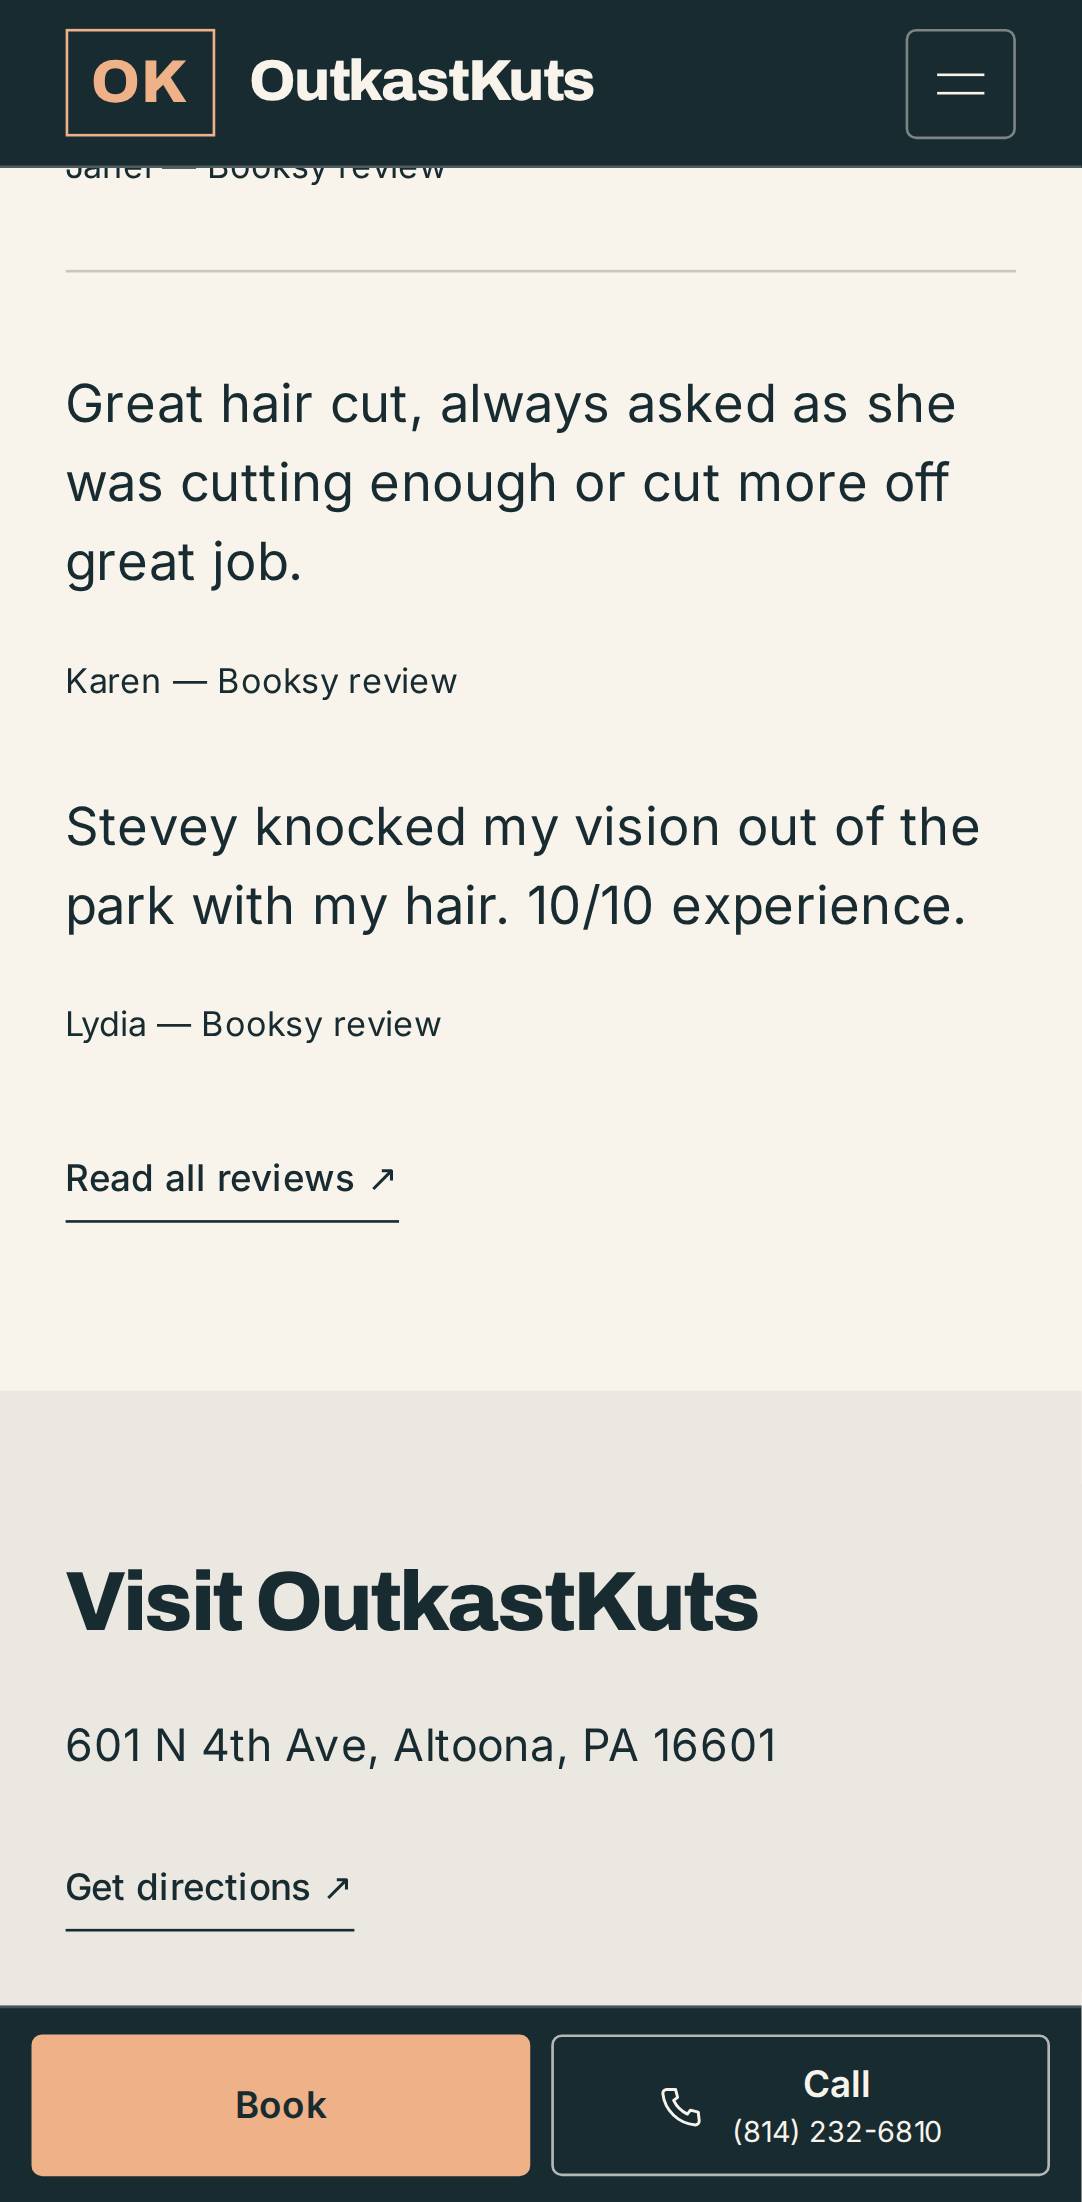 OK OutkastKuts
— Booksy review
Great hair cut, always asked as she
was cutting enough or cut more off
great job.
Karen — Booksy review
Stevey knocked my vision out of the
park with my hair. 10/10 experience.
Lydia — Booksy review
Read all reviews ↗
Visit OutkastKuts
601 N 4th Ave, Altoona, PA 16601
Get directions ↗
Book
Call
(814) 232-6810